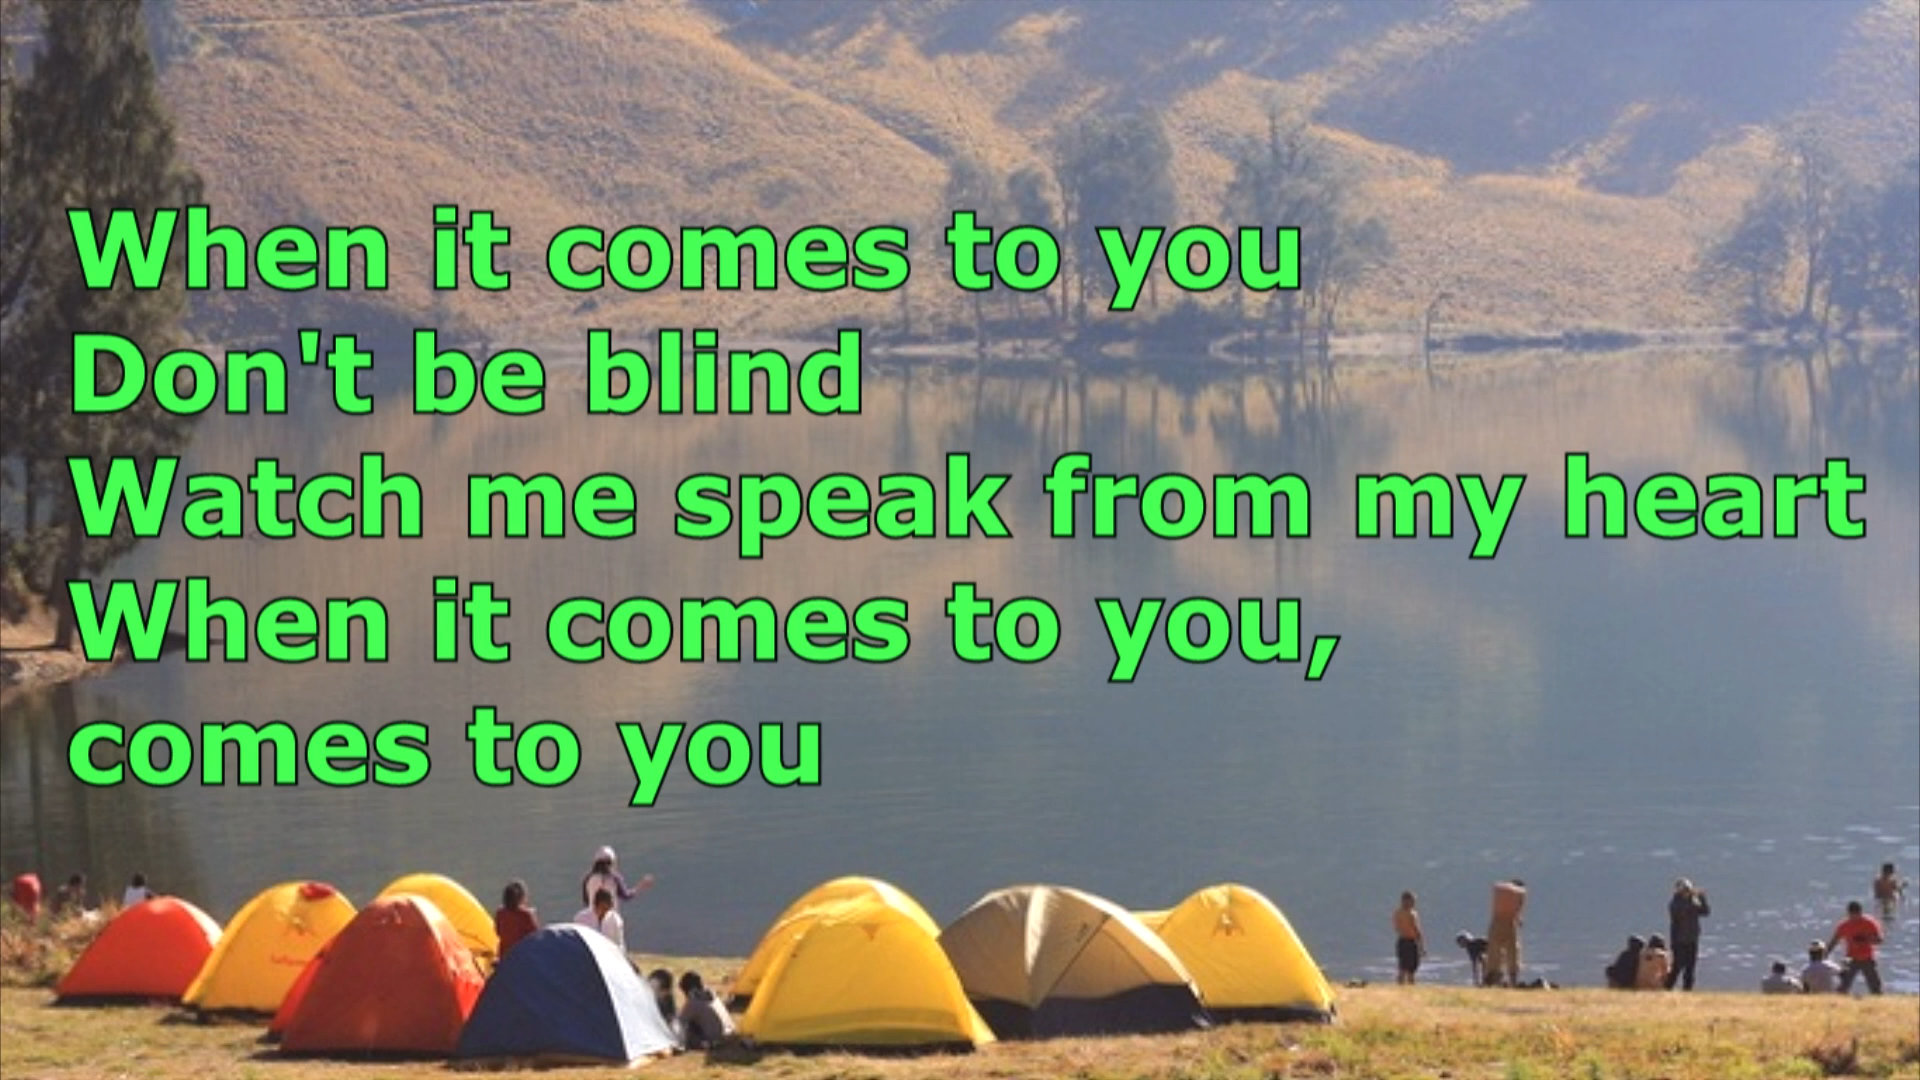 When it comes to you
Don't be blind
Watch me speak from my heart
When it comes to you,
comes to you